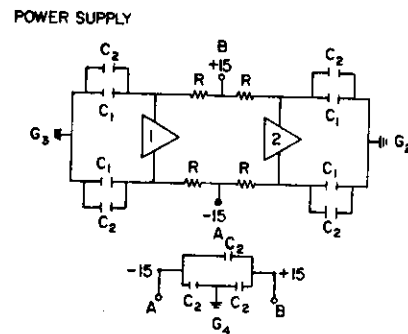 POWER SUPPLY
C2 B C2
+15
R R
C1 C1
G3 1 2 G2
C1 C1
R R
C2 -15 C2
A
C2
-15 +15
A C2 C2 B
G4